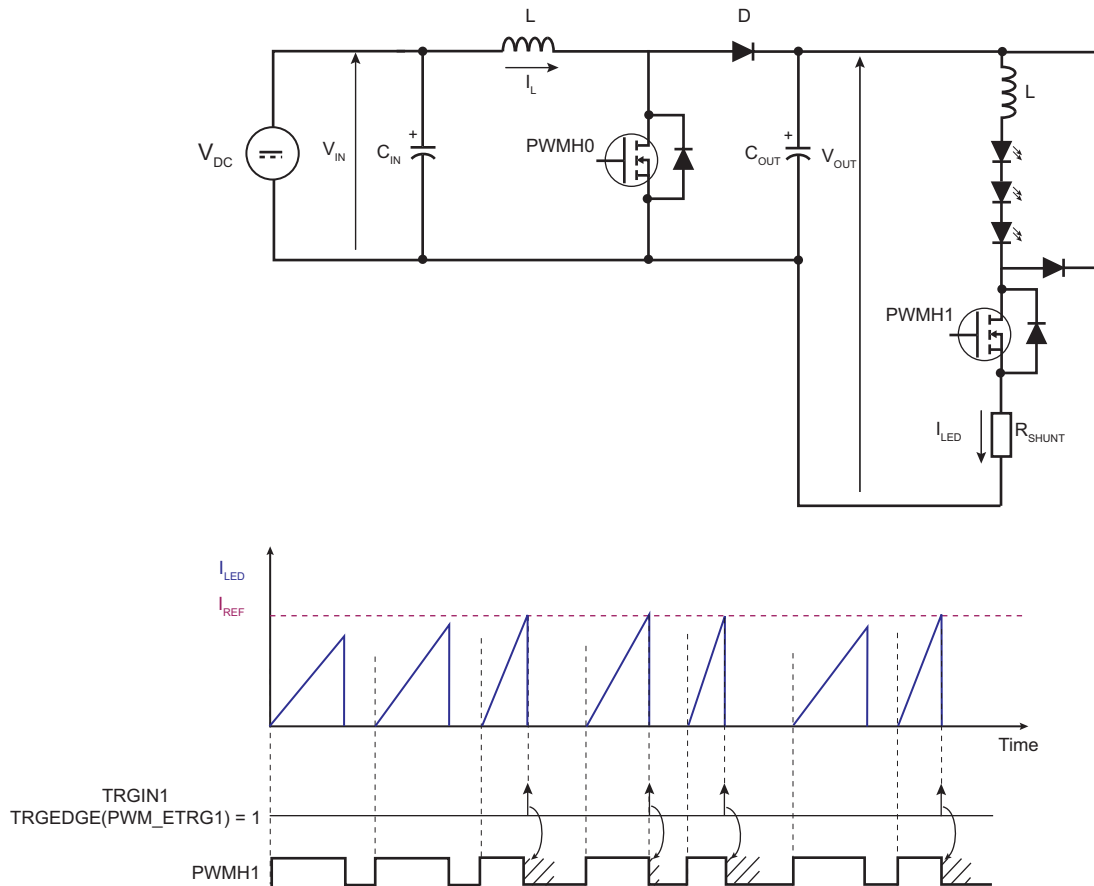 L
D
I_L
V_DC
V_IN
+
C_IN
PWMH0
+
C_OUT
V_OUT
L
PWMH1
I_LED
R_SHUNT
I_LED
I_REF
Time
TRGIN1
TRGEDGE(PWM_ETRG1) = 1
PWMH1